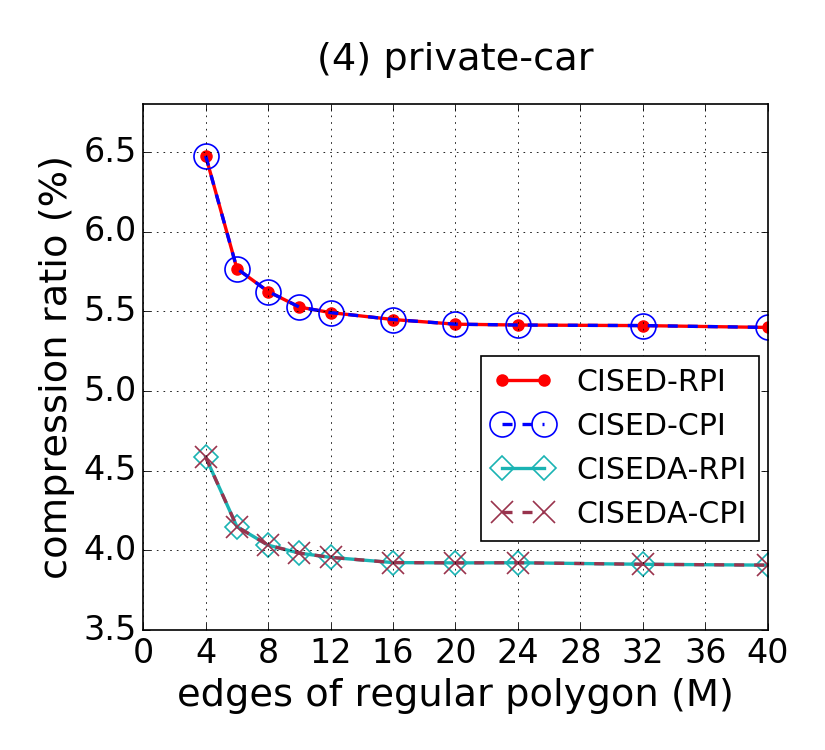 (4) private-car
compression ratio (%)
6.5
6.0
5.5
5.0
4.5
4.0
3.5
CISED-RPI
CISED-CPI
CISEDA-RPI
CISEDA-CPI
0 4 8 12 16 20 24 28 32 36 40
edges of regular polygon (M)